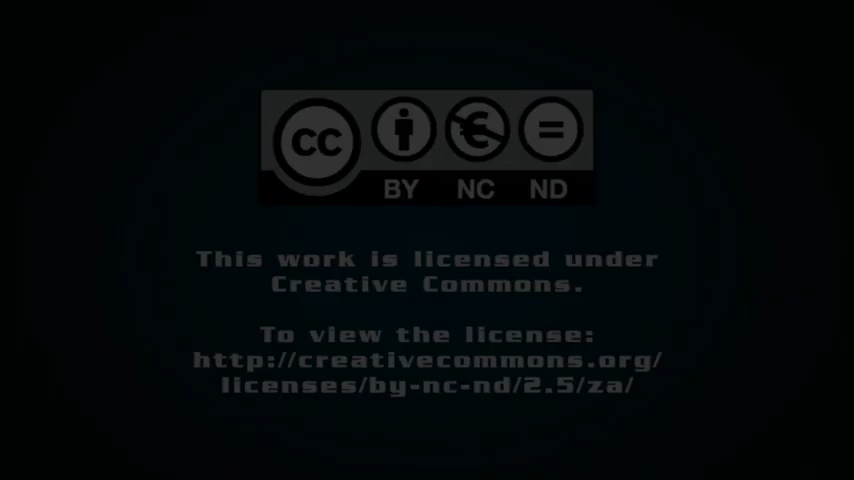 CC
BY NC ND
This work is licensed under
Creative Commons.
To view the license:
http://creativecommons.org/
licenses/by-nc-nd/2.5/za/